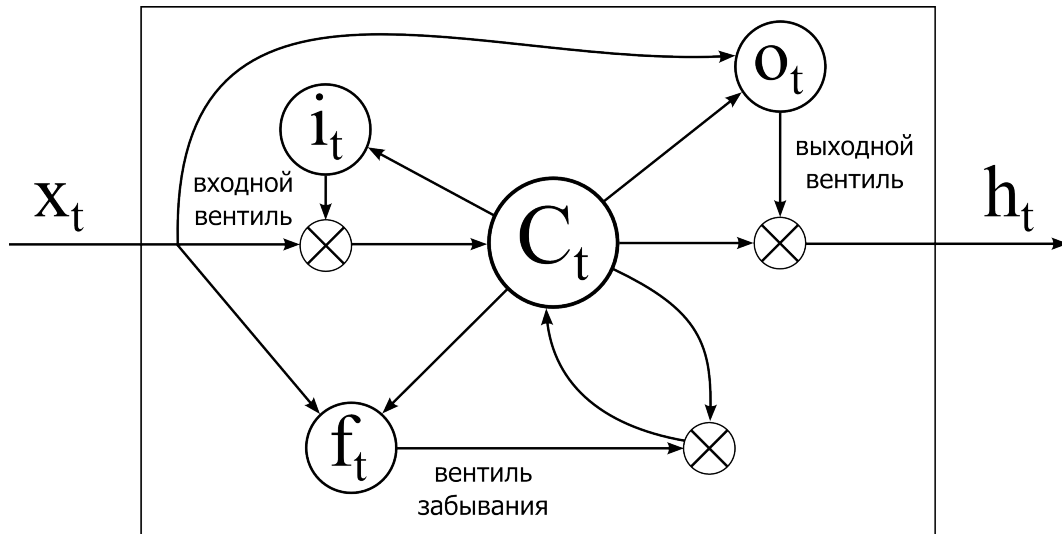 o_t
i_t
выходной
вентиль
входной
вентиль
x_t
C_t
h_t
f_t
вентиль
забывания